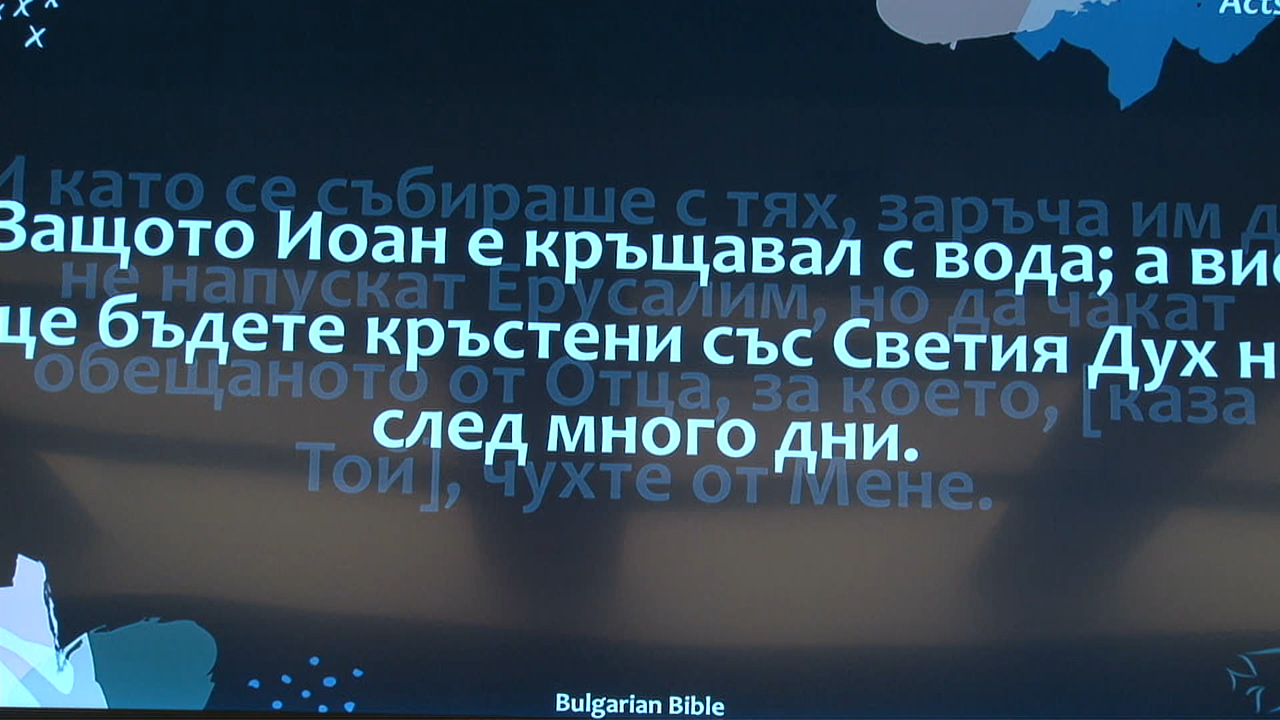 Acts
И като се събираше с тях, заръча им
не напускат Ерусалим, но да чакат
обещаното от Отца, за което, [каза
Той], чухте от Мене.
Защото Иоан е кръщавал с вода; а вие
ще бъдете кръстени със Светия Дух
след много дни.
Bulgarian Bible